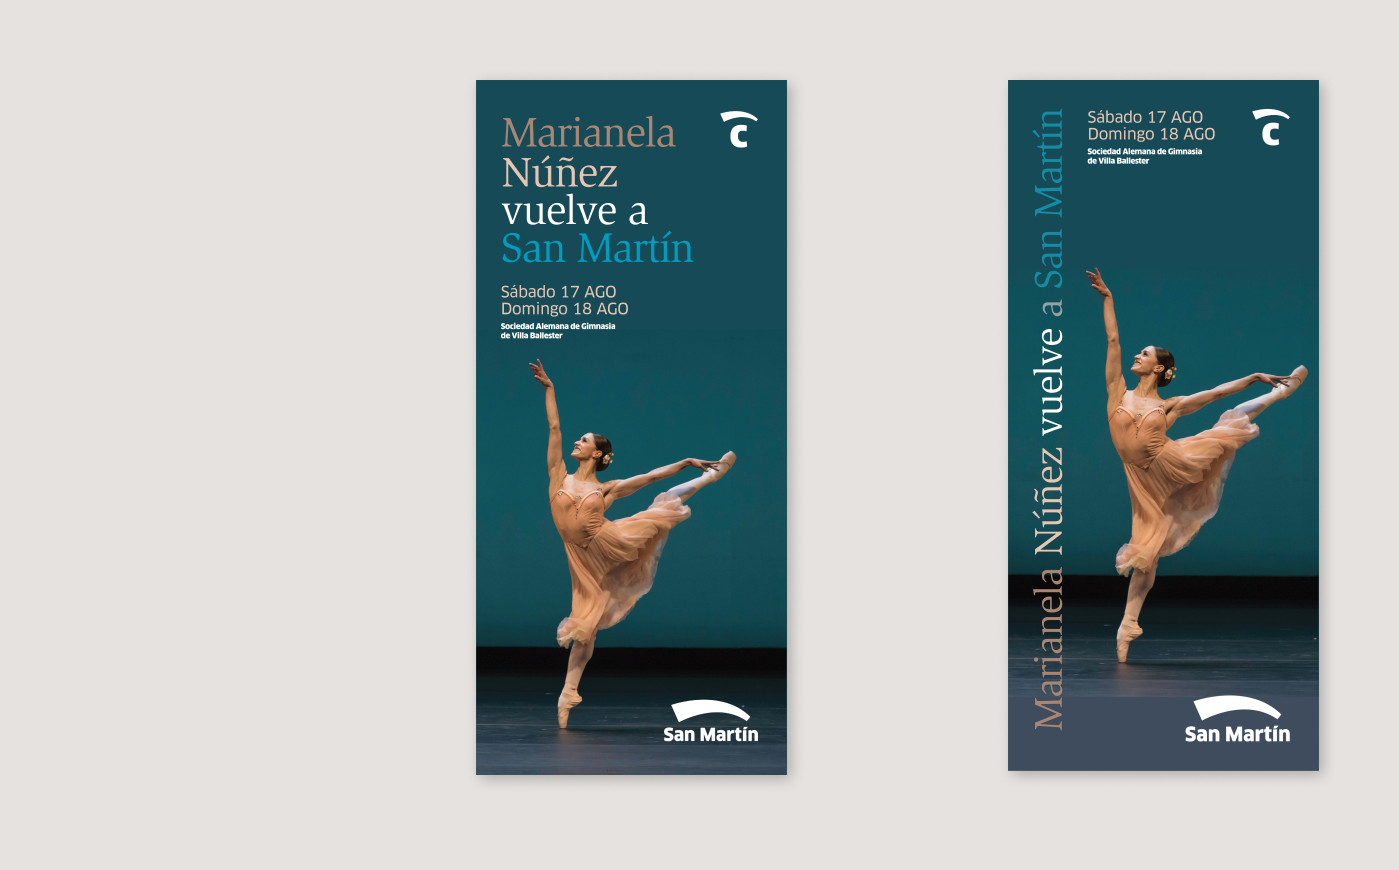 Marianela
Núñez
vuelve a
San Martín
C
Sábado 17 AGO
Domingo 18 AGO
Sociedad Alemana de Gimnasia
de Villa Ballester
San Martín
Marianela Núñez vuelve a San Martín
Sábado 17 AGO
Domingo 18 AGO
Sociedad Alemana de Gimnasia
de Villa Ballester
C
San Martín